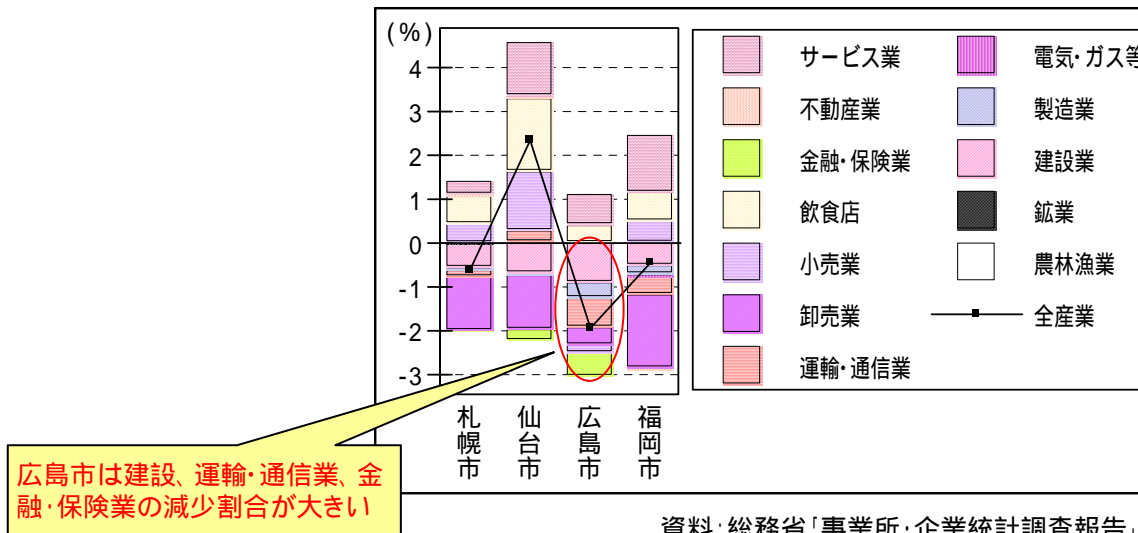 (%)
4
3
2
1
0
-1
-2
-3
札幌市
仙台市
広島市
福岡市
サービス業
不動産業
金融・保険業
飲食店
小売業
卸売業
運輸・通信業
電気・ガス等
製造業
建設業
鉱業
農林漁業
全産業
広島市は建設、運輸・通信業、金
融・保険業の減少割合が大きい
資料:総務省「事業所・企業統計調査報告」